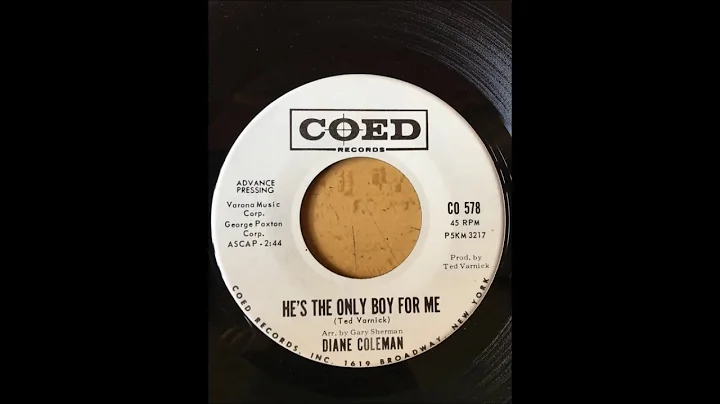 COED
RECORDS
ADVANCE
PRESSING
Varona Music
Corp.
George Paxton
Corp.
ASCAP - 2:44
CO 578
45 RPM
P5KM 3217
Prod. by
Ted Varnick
HE'S THE ONLY BOY FOR ME
(Ted Varnick)
Arr. by Gary Sherman
DIANE COLEMAN
COED RECORDS, INC. 1619 BROADWAY, NEW YORK